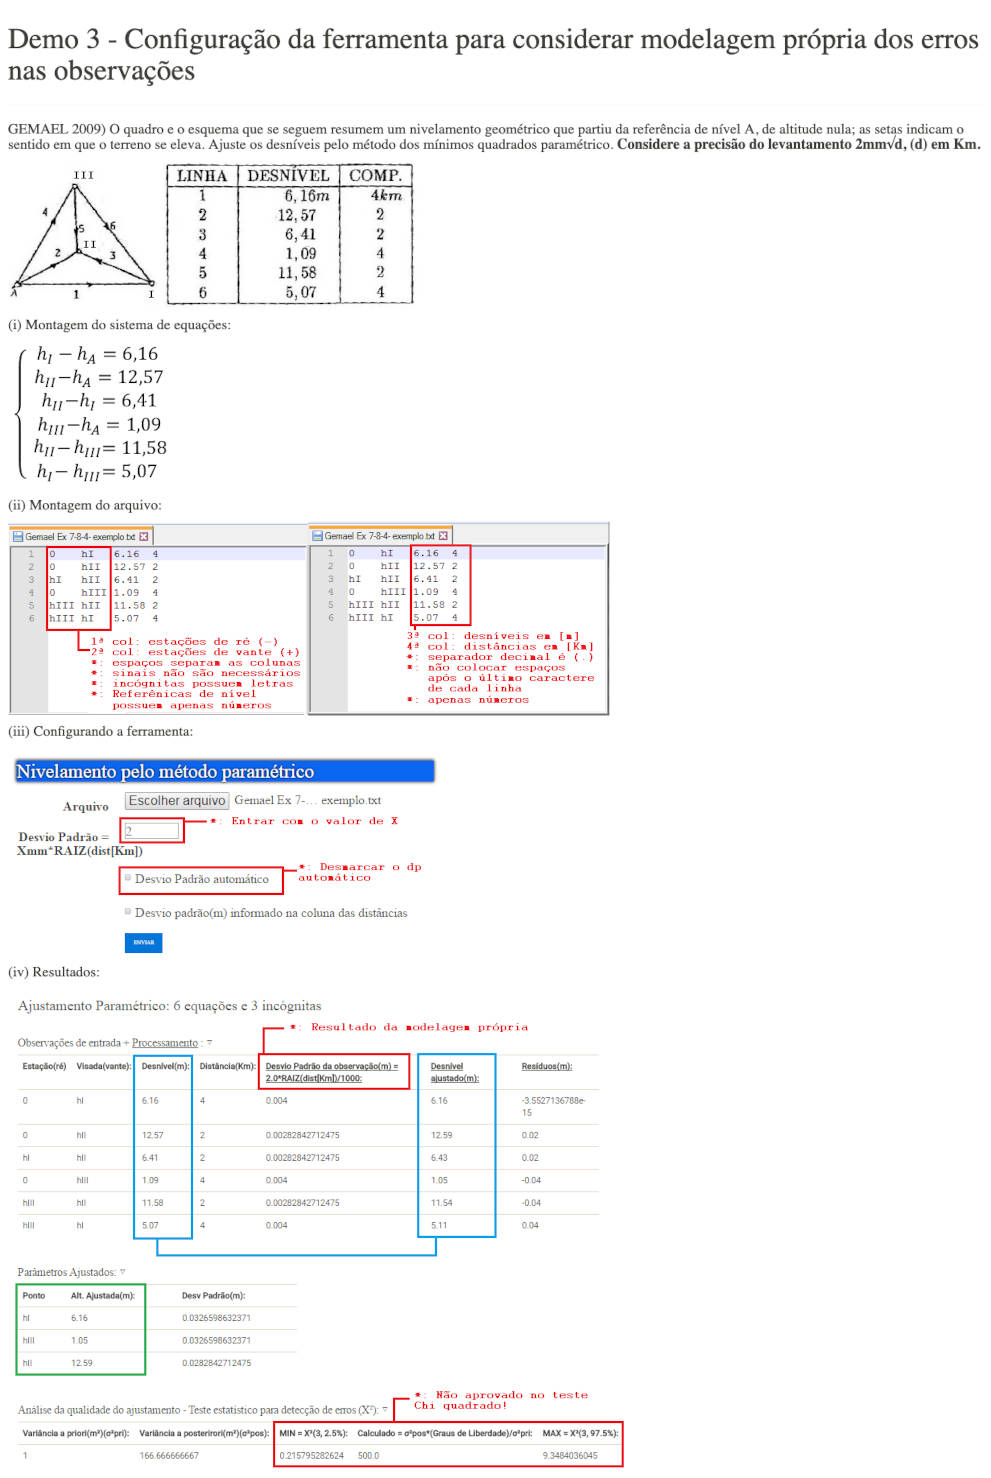 Demo 3 - Configuração da ferramenta para considerar modelagem própria dos erros
nas observações
GEMAEL 2009) O quadro e o esquema que se seguem resumem um nivelamento geométrico que partiu da referência de nível A, de altitude nula; as setas indicam o
sentido em que o terreno se eleva. Ajuste os desníveis pelo método dos mínimos quadrados paramétrico. Considere a precisão do levantamento 2mm√d, (d) em Km.
III
4
5
6
II
2
3
A
1
I
LINHA DESNÍVEL COMP.
1 6,16m 4km
2 12,57 2
3 6,41 2
4 1,09 4
5 11,58 2
6 5,07 4
(i) Montagem do sistema de equações:
h_I − h_A = 6,16
h_II−h_A = 12,57
h_II−h_I = 6,41
h_III−h_A = 1,09
h_II−h_III= 11,58
h_I− h_III= 5,07
(ii) Montagem do arquivo:
Gemael Ex 7-8-4- exemplo.txt
1 0 hI 6.16 4
2 0 hII 12.57 2
3 hI hII 6.41 2
4 0 hIII 1.09 4
5 hIII hII 11.58 2
6 hIII hI 5.07 4
1ª col: estações de ré (-)
2ª col: estações de vante (+)
*: espaços separam as colunas
*: sinais não são necessários
*: incógnitas possuem letras
*: Referênicas de nível
possuem apenas números
Gemael Ex 7-8-4- exemplo.txt
1 0 hI 6.16 4
2 0 hII 12.57 2
3 hI hII 6.41 2
4 0 hIII 1.09 4
5 hIII hII 11.58 2
6 hIII hI 5.07 4
3ª col: desníveis em [m]
4ª col: distâncias em [Km]
*: separador decimal é (.)
*: não colocar espaços
após o último caractere
de cada linha
*: apenas números
(iii) Configurando a ferramenta:
Nivelamento pelo método paramétrico
Arquivo Escolher arquivo Gemael Ex 7-… exemplo.txt
2 *: Entrar com o valor de X
Desvio Padrão =
Xmm*RAIZ(dist[Km])
*: Desmarcar o dp
automático
Desvio Padrão automático
Desvio padrão(m) informado na coluna das distâncias
ENVIAR
(iv) Resultados:
Ajustamento Paramétrico: 6 equações e 3 incógnitas
*: Resultado da modelagem própria
Observações de entrada + Processamento : ▿
Estação(ré) Visada(vante): Desnível(m): Distância(Km): Desvio Padrão da observação(m) = Desnível Resíduos(m):
2.0*RAIZ(dist[Km])/1000: ajustado(m):
0 hI 6.16 4 0.004 6.16 -3.5527136788e-
15
0 hII 12.57 2 0.00282842712475 12.59 0.02
hI hII 6.41 2 0.00282842712475 6.43 0.02
0 hIII 1.09 4 0.004 1.05 -0.04
hIII hII 11.58 2 0.00282842712475 11.54 -0.04
hIII hI 5.07 4 0.004 5.11 0.04
Parâmetros Ajustados: ▿
Ponto Alt. Ajustada(m): Desv Padrão(m):
hI 6.16 0.0326598632371
hIII 1.05 0.0326598632371
hII 12.59 0.0282842712475
*: Não aprovado no teste
Chi quadrado!
Análise da qualidade do ajustamento - Teste estatístico para detecção de erros (X²): ▿
Variância a priori(m²)(σ²pri): Variância a posterirori(m²)(σ²pos): MIN = X²(3, 2.5%): Calculado = σ²pos*(Graus de Liberdade)/σ²pri: MAX = X²(3, 97.5%):
1 166.666666667 0.215795282624 500.0 9.3484036045